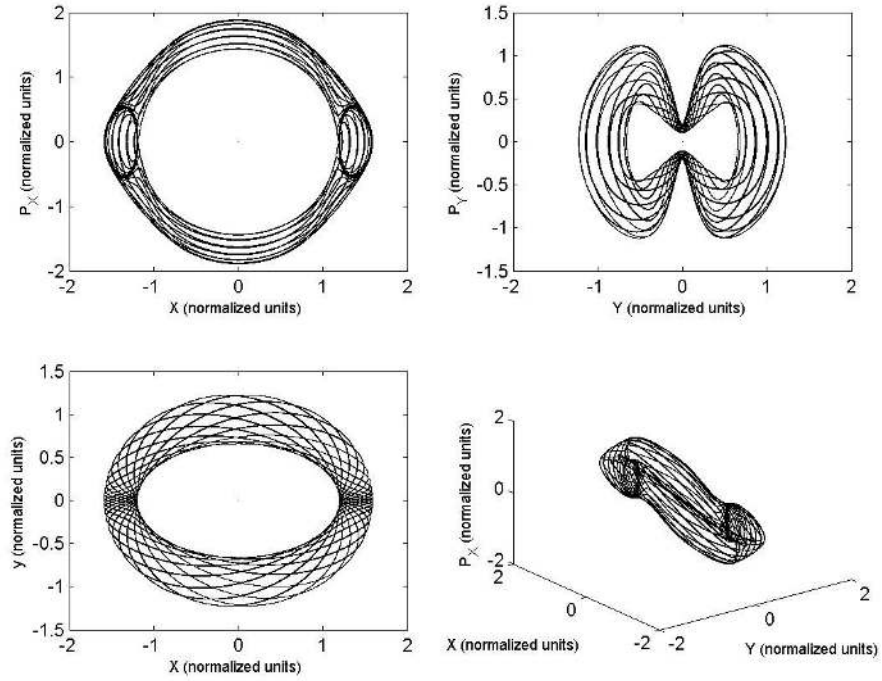 2
1
0
-1
-2
P_X (normalized units)
-2 -1 0 1 2
X (normalized units)
1.5
1
0.5
0
-0.5
-1
-1.5
P_Y (normalized units)
-2 -1 0 1 2
Y (normalized units)
1.5
1
0.5
0
-0.5
-1
-1.5
y (normalized units)
-2 -1 0 1 2
X (normalized units)
2
0
-2
P_X (normalized units)
2
0
-2
X (normalized units)
-2
0
2
Y (normalized units)